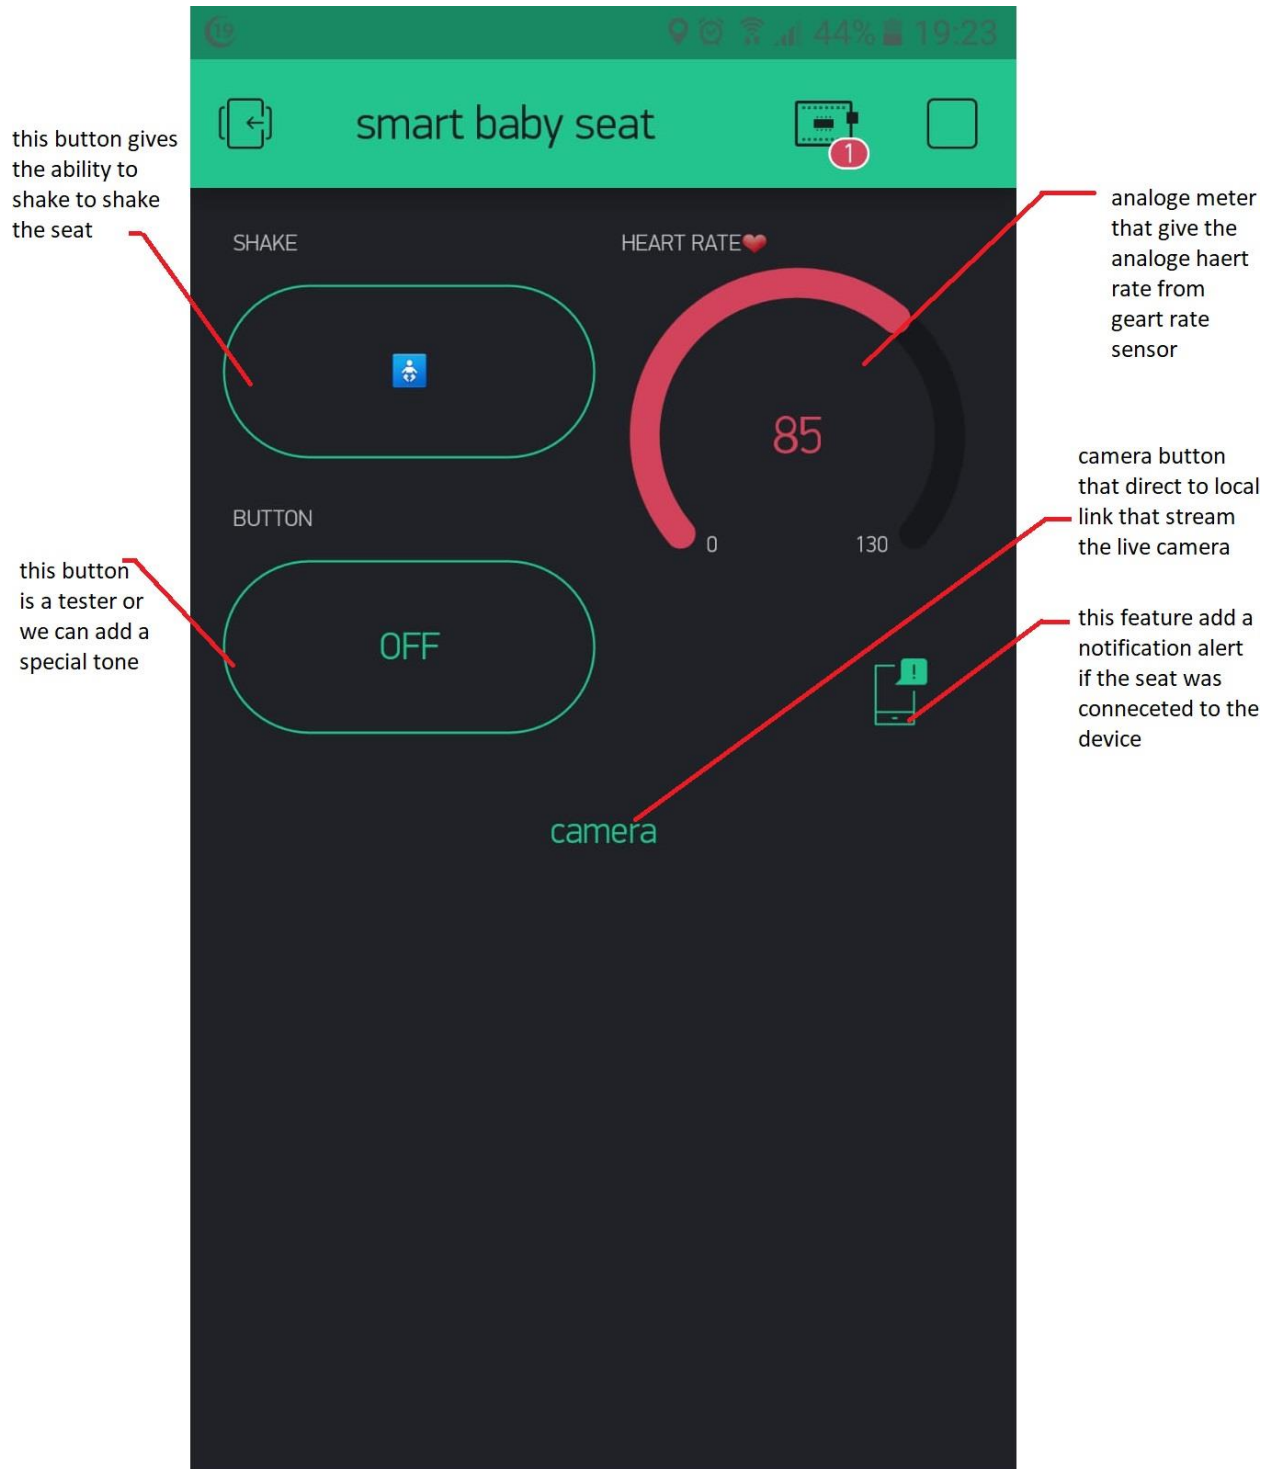 19
44% 19:23
smart baby seat
1
this button gives
the ability to
shake to shake
the seat
SHAKE
HEART RATE❤
analoge meter
that give the
analoge haert
rate from
geart rate
sensor
85
0
130
camera button
that direct to local
link that stream
the live camera
BUTTON
this button
is a tester or
we can add a
special tone
OFF
!
this feature add a
notification alert
if the seat was
conneceted to the
device
camera